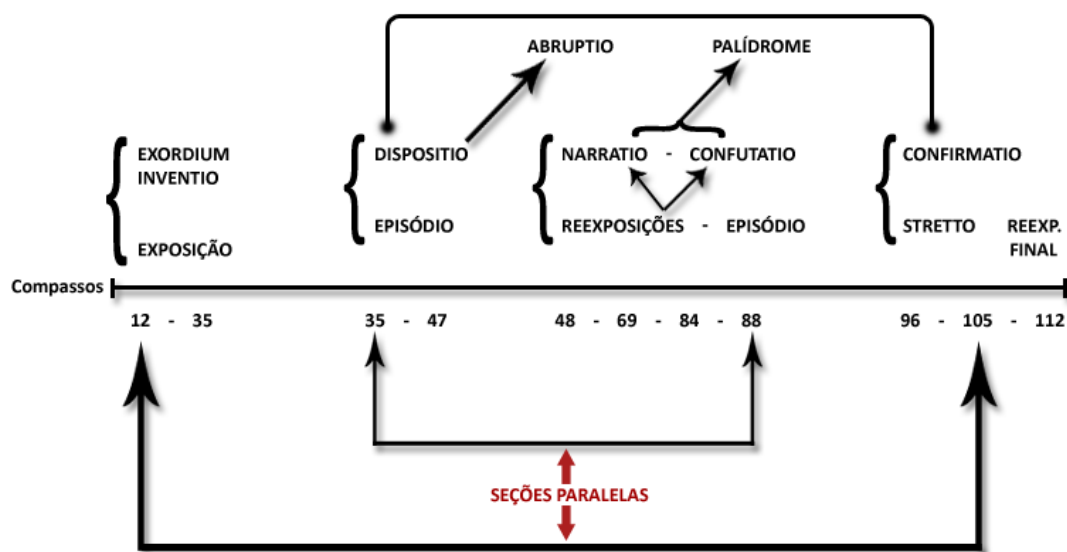 ABRUPTIO PALÍDROME
EXORDIUM DISPOSITIO NARRATIO - CONFUTATIO CONFIRMATIO
INVENTIO
EPISÓDIO REEXPOSIÇÕES - EPISÓDIO STRETTO REEXP.
EXPOSIÇÃO FINAL
Compassos
12 - 35 35 - 47 48 - 69 - 84 - 88 96 - 105 - 112
SEÇÕES PARALELAS